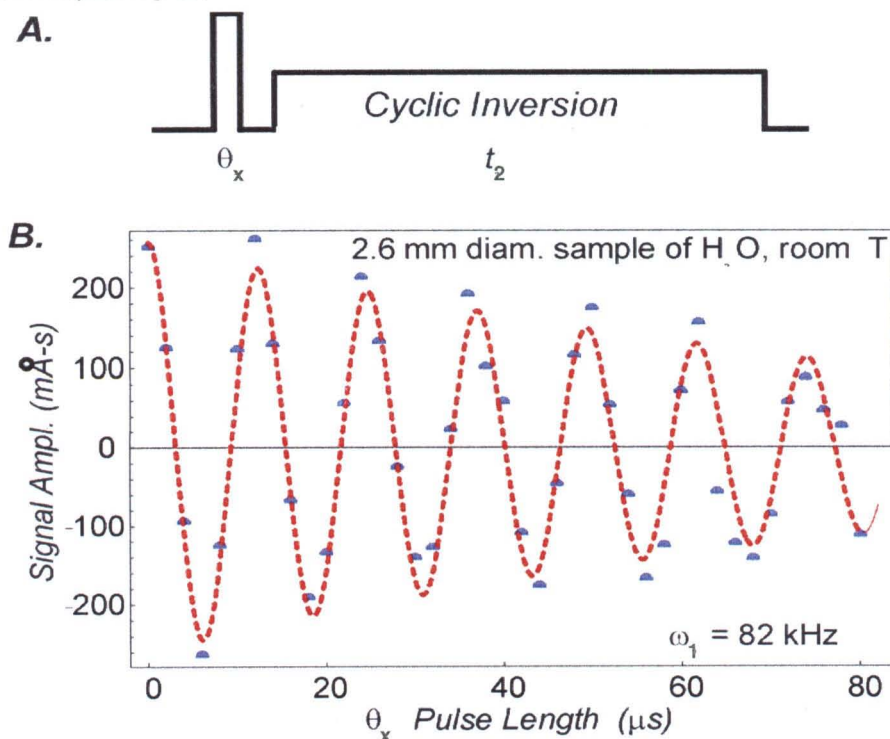 A.
Cyclic Inversion
θx
t2
B.
2.6 mm diam. sample of H2O, room T
Signal Ampl. (mÅ-s)
200
100
0
-100
-200
ω1 = 82 kHz
0 20 40 60 80
θx Pulse Length (μs)